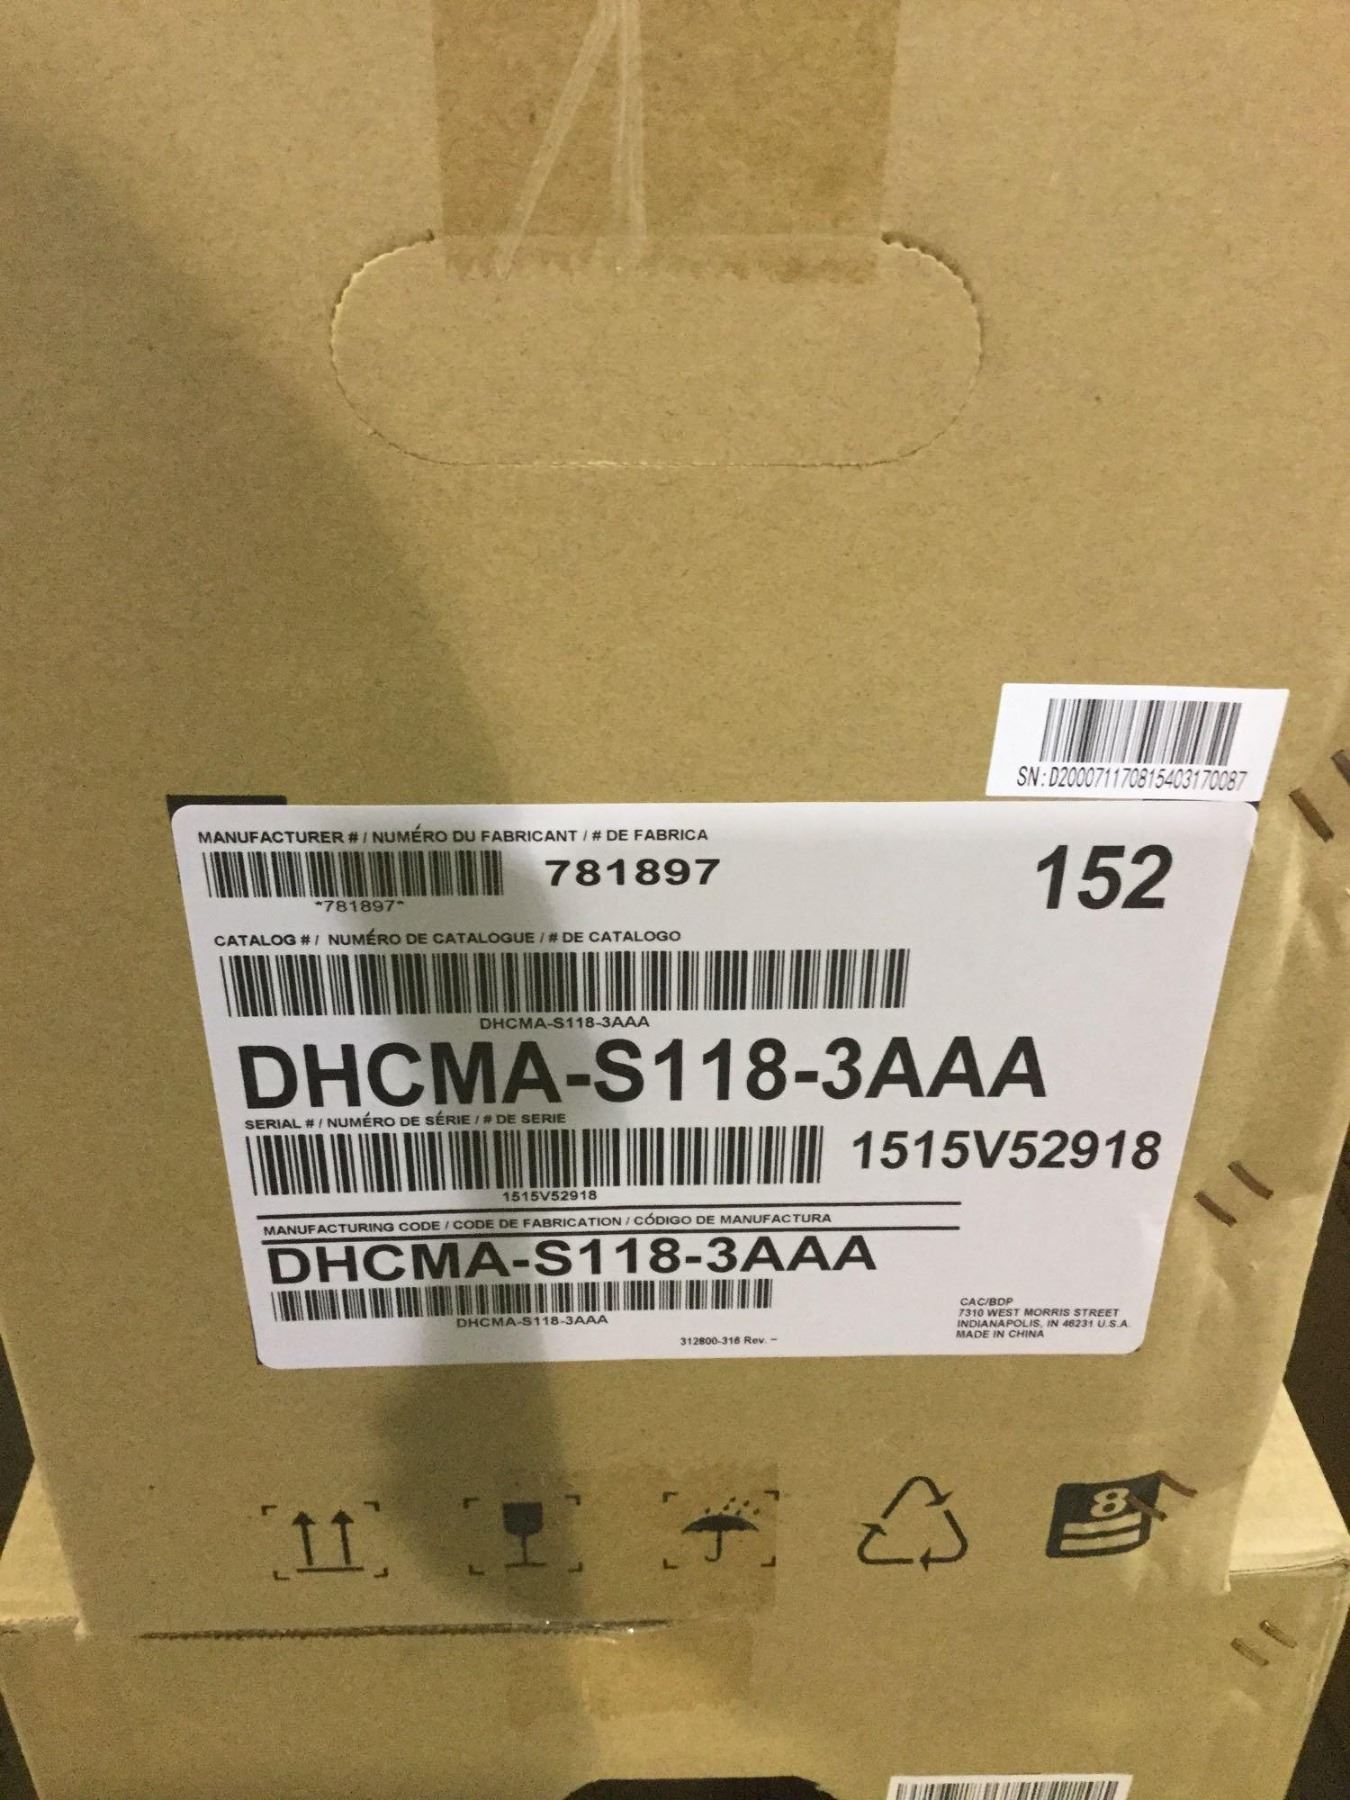 SN:D200071170815403170087
MANUFACTURER # / NUMÉRO DU FABRICANT / # DE FABRICA
781897
152
*781897*
CATALOG # / NUMÉRO DE CATALOGUE / # DE CATALOGO
DHCMA-S118-3AAA
DHCMA-S118-3AAA
SERIAL # / NUMÉRO DE SÉRIE / # DE SERIE
1515V52918
1515V52918
MANUFACTURING CODE / CODE DE FABRICATION / CÓDIGO DE MANUFACTURA
DHCMA-S118-3AAA
DHCMA-S118-3AAA
312800-316 Rev. -
CAC/BDP
7310 WEST MORRIS STREET
INDIANAPOLIS, IN 46231 U.S.A.
MADE IN CHINA
8